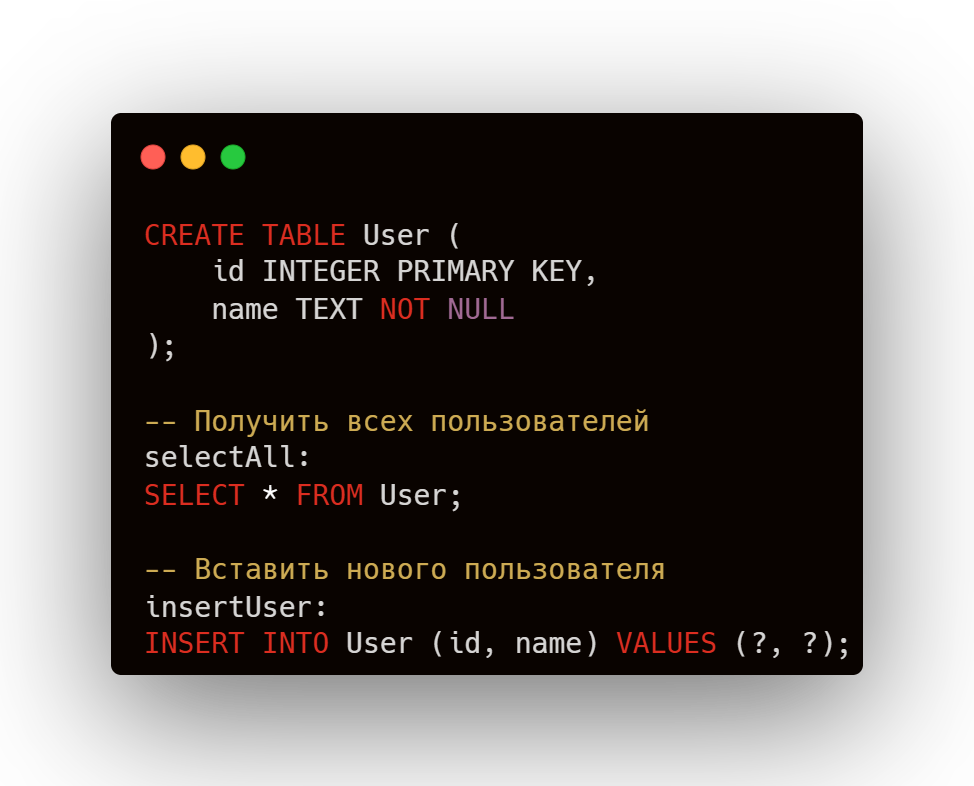 CREATE TABLE User (
    id INTEGER PRIMARY KEY,
    name TEXT NOT NULL
);

-- Получить всех пользователей
selectAll:
SELECT * FROM User;

-- Вставить нового пользователя
insertUser:
INSERT INTO User (id, name) VALUES (?, ?);